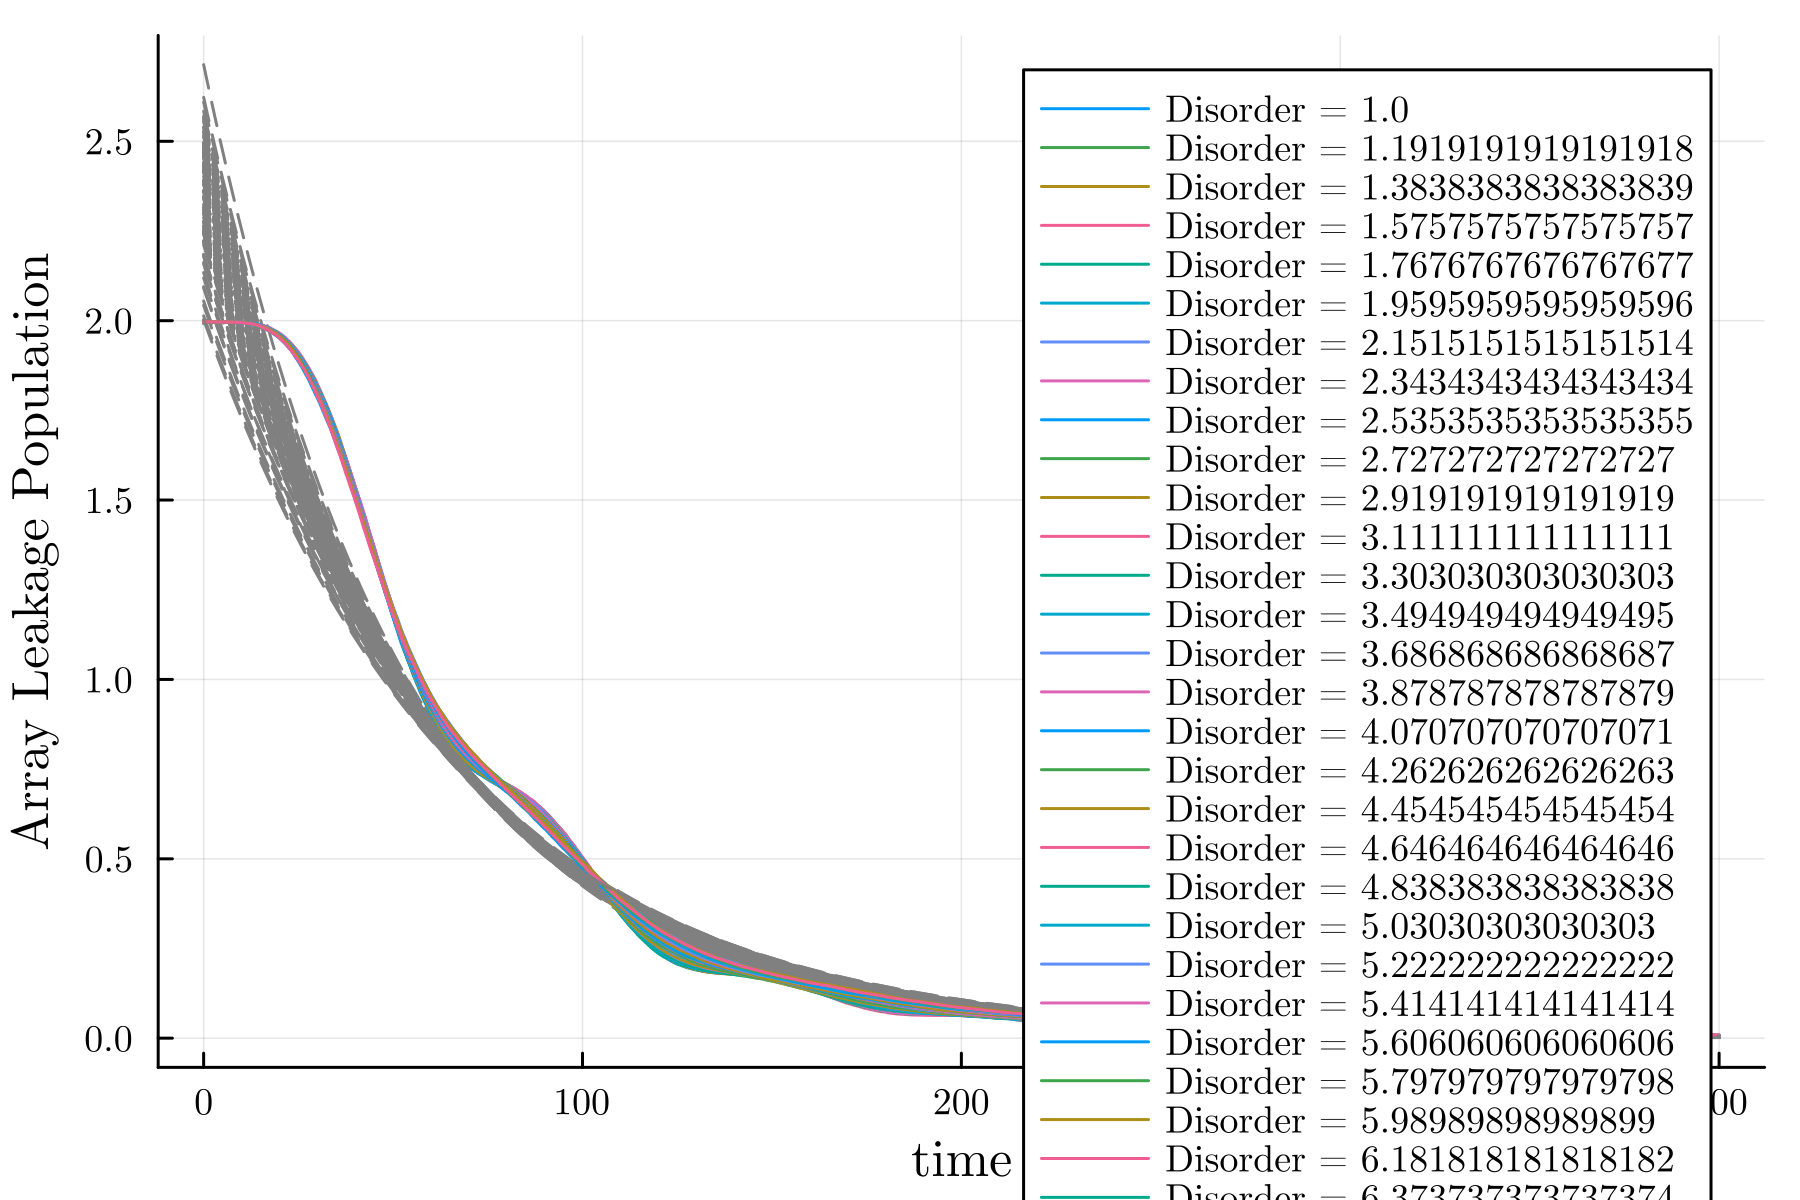 Array Leakage Population
2.5
2.0
1.5
1.0
0.5
0.0
0
100
200
00
time
Disorder = 1.0
Disorder = 1.1919191919191918
Disorder = 1.3838383838383839
Disorder = 1.5757575757575757
Disorder = 1.7676767676767677
Disorder = 1.9595959595959596
Disorder = 2.1515151515151514
Disorder = 2.3434343434343434
Disorder = 2.5353535353535355
Disorder = 2.727272727272727
Disorder = 2.919191919191919
Disorder = 3.111111111111111
Disorder = 3.303030303030303
Disorder = 3.494949494949495
Disorder = 3.686868686868687
Disorder = 3.878787878787879
Disorder = 4.070707070707071
Disorder = 4.262626262626263
Disorder = 4.454545454545454
Disorder = 4.646464646464646
Disorder = 4.838383838383838
Disorder = 5.03030303030303
Disorder = 5.222222222222222
Disorder = 5.414141414141414
Disorder = 5.606060606060606
Disorder = 5.797979797979798
Disorder = 5.98989898989899
Disorder = 6.181818181818182
Disorder = 6.373737373737374